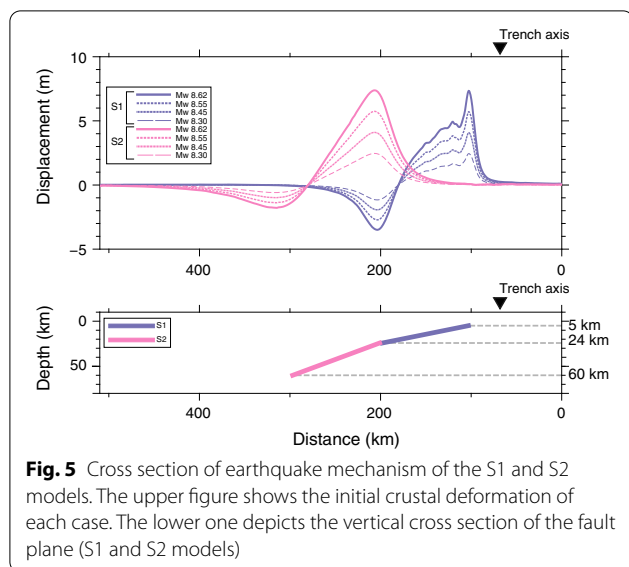 Trench axis
10
5
0
−5
Displacement (m)
S1
Mw 8.62
Mw 8.55
Mw 8.45
Mw 8.30
S2
Mw 8.62
Mw 8.55
Mw 8.45
Mw 8.30
400
200
0
Trench axis
0
50
Depth (km)
S1
S2
5 km
24 km
60 km
400
200
0
Distance (km)
Fig. 5 Cross section of earthquake mechanism of the S1 and S2
models. The upper figure shows the initial crustal deformation of
each case. The lower one depicts the vertical cross section of the fault
plane (S1 and S2 models)